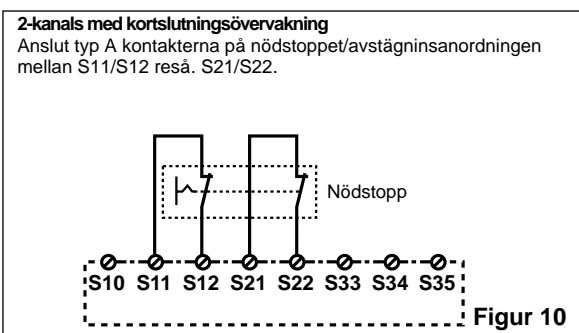 2-kanals med kortslutningsövervakning
Anslut typ A kontakterna på nödstoppet/avstägninsanordningen
mellan S11/S12 reså. S21/S22.
Nödstopp
S10 S11 S12 S21 S22 S33 S34 S35
Figur 10